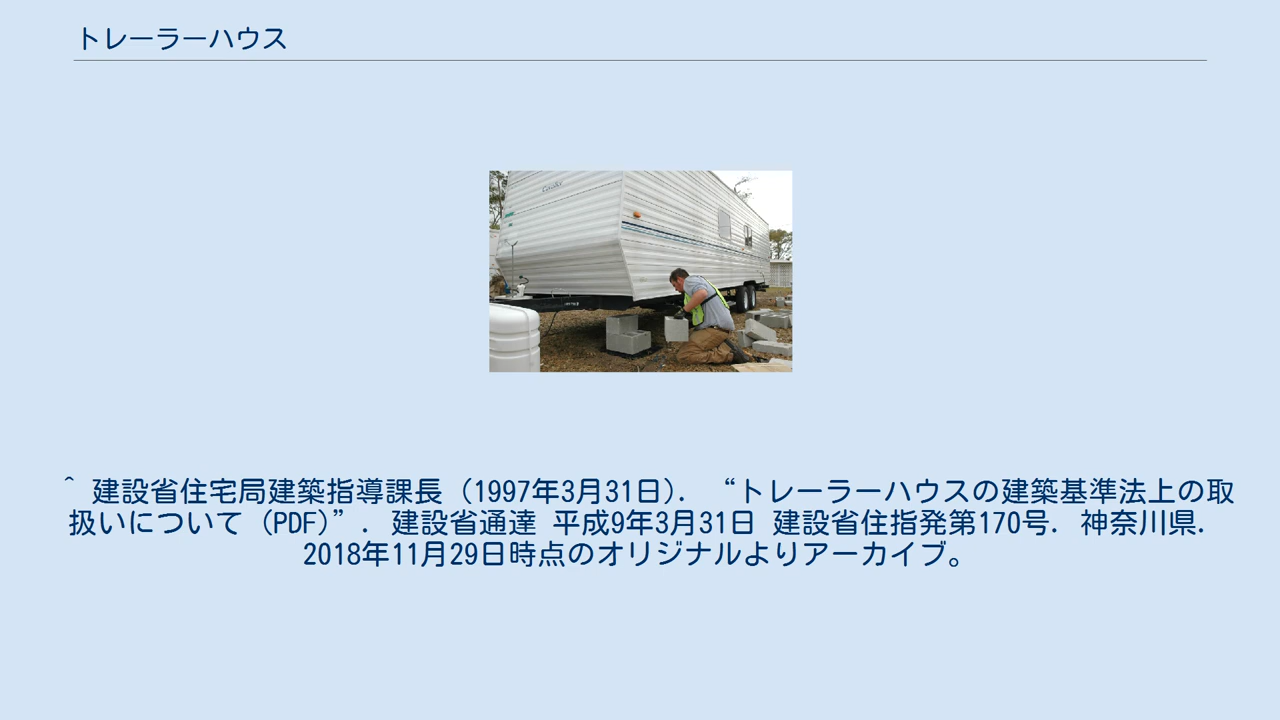 トレーラーハウス
^ 建設省住宅局建築指導課長 (1997年3月31日). “トレーラーハウスの建築基準法上の取
扱いについて (PDF)”. 建設省通達 平成9年3月31日 建設省住指発第170号. 神奈川県.
2018年11月29日時点のオリジナルよりアーカイブ。